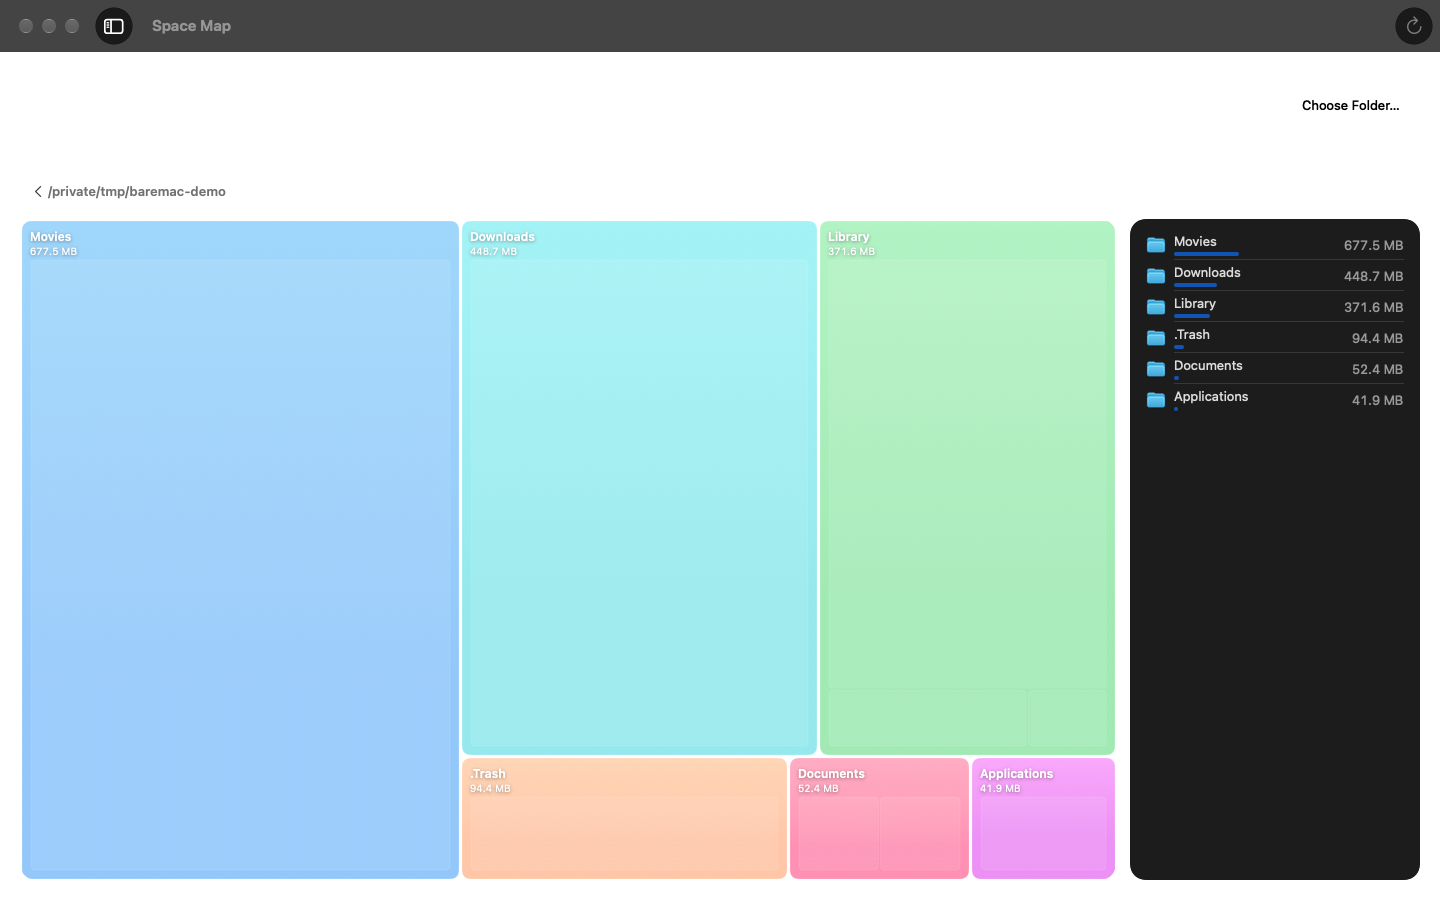 Space Map
Choose Folder...
/private/tmp/baremac-demo
Movies
677.5 MB
Downloads
448.7 MB
Library
371.6 MB
.Trash
94.4 MB
Documents
52.4 MB
Applications
41.9 MB
Movies 677.5 MB
Downloads 448.7 MB
Library 371.6 MB
.Trash 94.4 MB
Documents 52.4 MB
Applications 41.9 MB